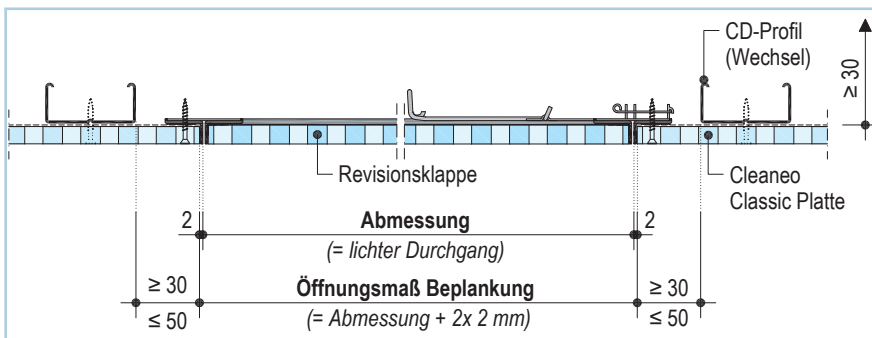 CD-Profil
(Wechsel)
≥ 30
Revisionsklappe
Cleaneo
Classic Platte
2
Abmessung
2
(= lichter Durchgang)
≥ 30
Öffnungsmaß Beplankung
≥ 30
≤ 50
(= Abmessung + 2x 2 mm)
≤ 50